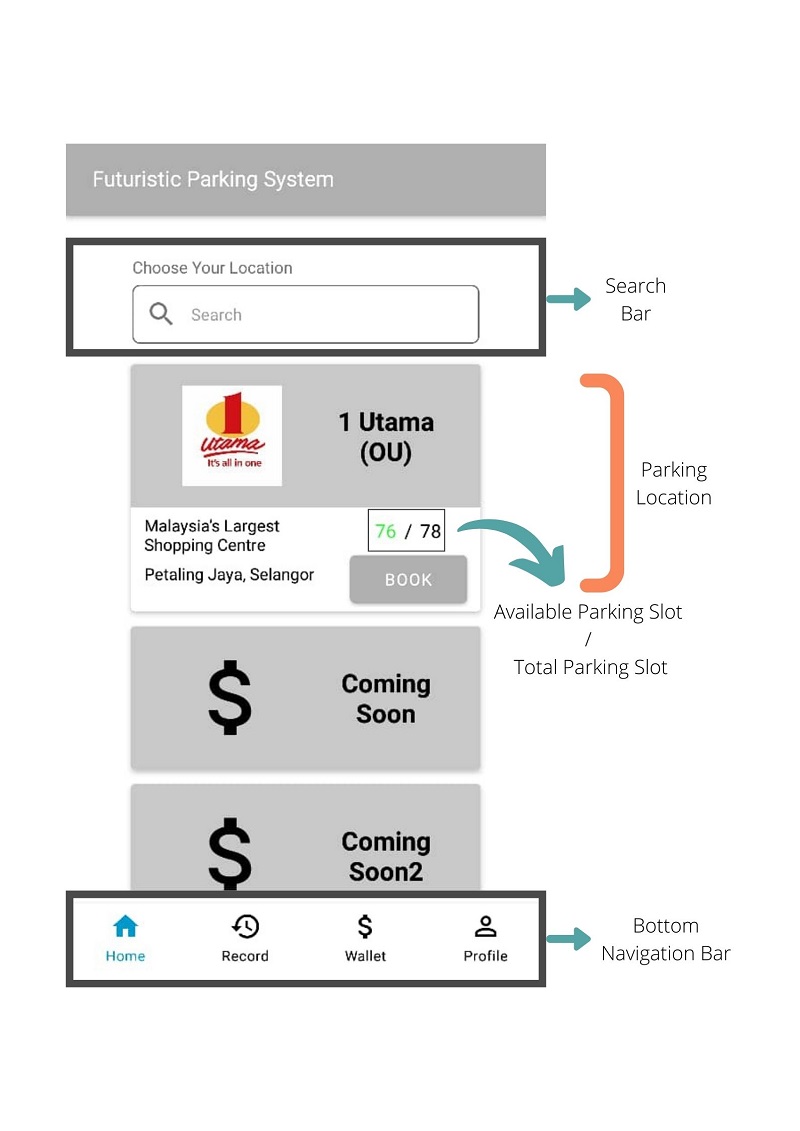 Futuristic Parking System
Choose Your Location
Search
Search
Bar
1
utama
It's all in one
1 Utama
(OU)
Parking
Location
Malaysia's Largest
Shopping Centre
76 / 78
Petaling Jaya, Selangor
BOOK
Available Parking Slot
/
Total Parking Slot
$
Coming
Soon
$
Coming
Soon2
Home
Record
$
Wallet
Profile
Bottom
Navigation Bar